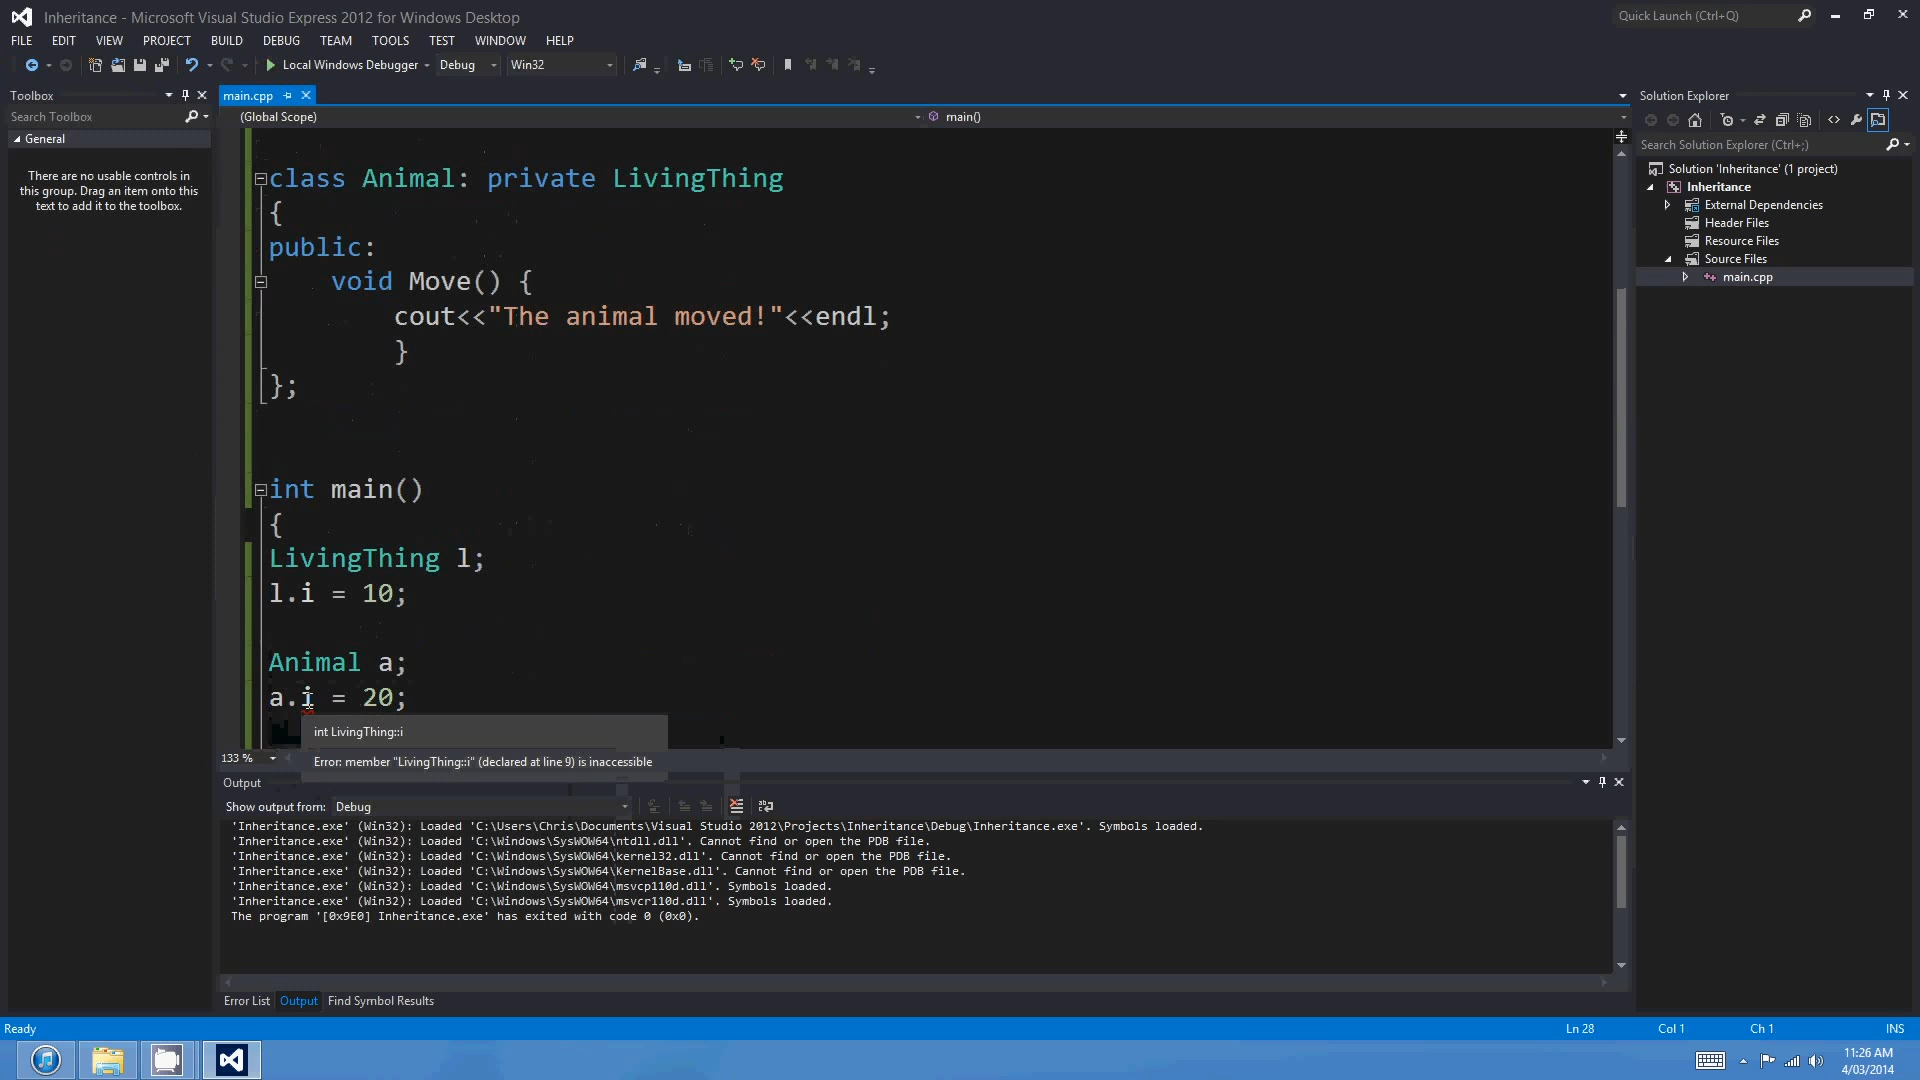 Inheritance - Microsoft Visual Studio Express 2012 for Windows Desktop
Quick Launch (Ctrl+Q)
FILE EDIT VIEW PROJECT BUILD DEBUG TEAM TOOLS TEST WINDOW HELP
Local Windows Debugger Debug Win32
Toolbox
main.cpp
Solution Explorer
Search Toolbox
(Global Scope)
main()
General
There are no usable controls in
this group. Drag an item onto this
text to add it to the toolbox.
class Animal: private LivingThing
{
public:
void Move() {
cout<<"The animal moved!"<<endl;
}
};
int main()
{
LivingThing l;
l.i = 10;
Animal a;
a.i = 20;
int LivingThing::i
Error: member "LivingThing::i" (declared at line 9) is inaccessible
133 %
Search Solution Explorer (Ctrl+;)
Solution 'Inheritance' (1 project)
Inheritance
External Dependencies
Header Files
Resource Files
Source Files
main.cpp
Output
Show output from: Debug
'Inheritance.exe' (Win32): Loaded 'C:\Users\Chris\Documents\Visual Studio 2012\Projects\Inheritance\Debug\Inheritance.exe'. Symbols loaded.
'Inheritance.exe' (Win32): Loaded 'C:\Windows\SysWOW64\ntdll.dll'. Cannot find or open the PDB file.
'Inheritance.exe' (Win32): Loaded 'C:\Windows\SysWOW64\kernel32.dll'. Cannot find or open the PDB file.
'Inheritance.exe' (Win32): Loaded 'C:\Windows\SysWOW64\KernelBase.dll'. Cannot find or open the PDB file.
'Inheritance.exe' (Win32): Loaded 'C:\Windows\SysWOW64\msvcp110d.dll'. Symbols loaded.
'Inheritance.exe' (Win32): Loaded 'C:\Windows\SysWOW64\msvcr110d.dll'. Symbols loaded.
The program '[0x9E0] Inheritance.exe' has exited with code 0 (0x0).
Error List Output Find Symbol Results
Ready
Ln 28 Col 1 Ch 1 INS
11:26 AM
4/03/2014